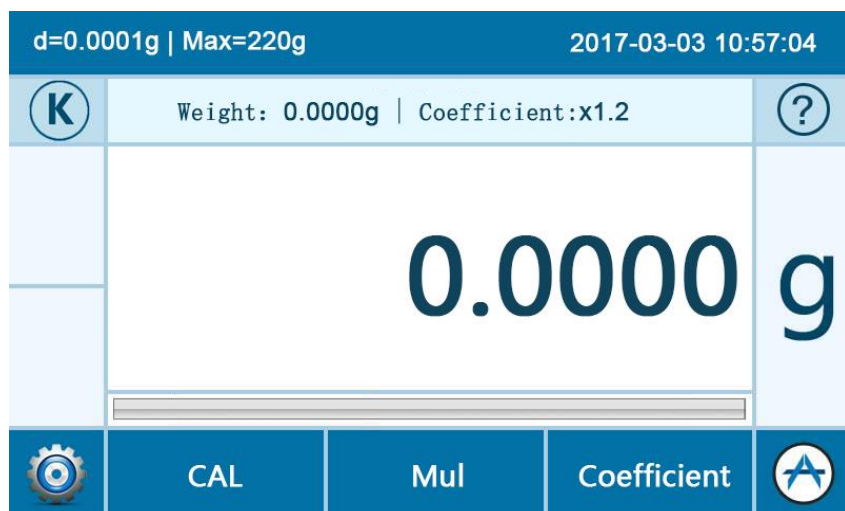 d=0.0001g | Max=220g 2017-03-03 10:57:04
K Weight: 0.0000g | Coefficient:x1.2 ?
0.0000 g
CAL Mul Coefficient